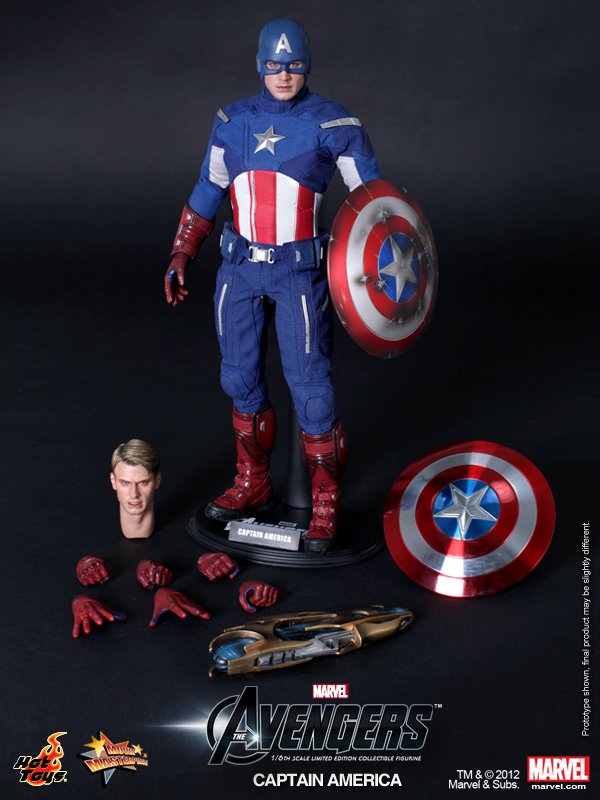 A
AVENGERS
CAPTAIN AMERICA
Prototype shown, final product may be slightly different.
MARVEL
THE AVENGERS™
1/6TH SCALE LIMITED EDITION COLLECTIBLE FIGURINE
CAPTAIN AMERICA
Hot Toys
MOVIE MASTERPIECE
TM & © 2012
Marvel & Subs.
MARVEL
marvel.com